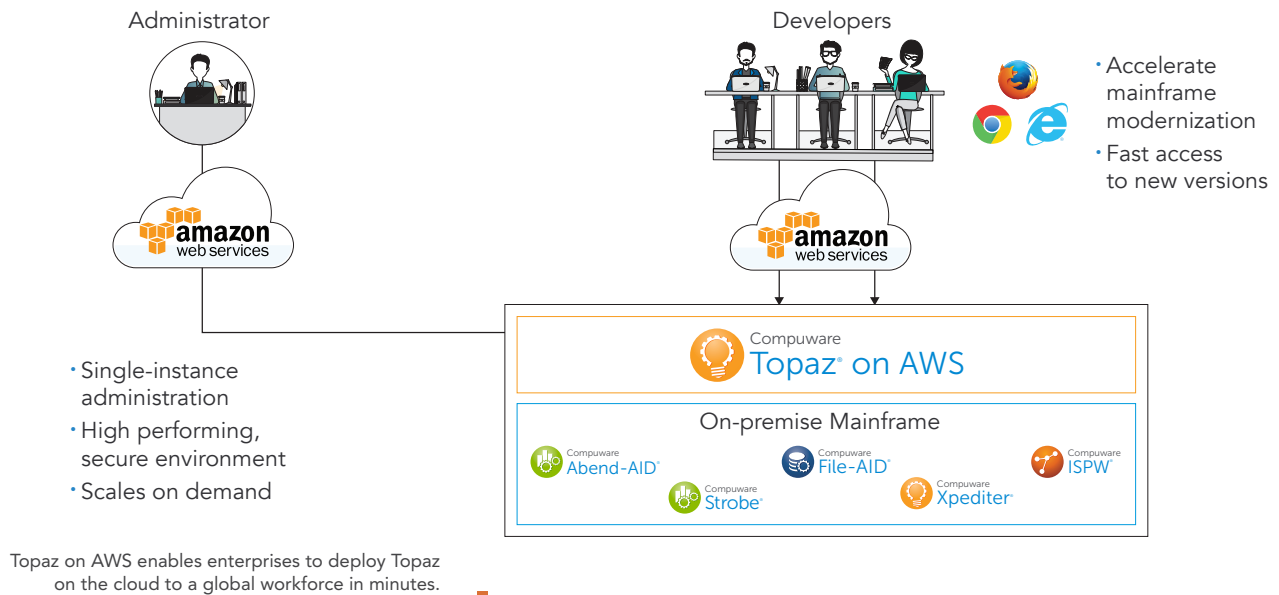 Administrator
Developers
· Accelerate
mainframe
modernization
· Fast access
to new versions
amazon
web services
amazon
web services
Compuware
Topaz® on AWS
· Single-instance
administration
· High performing,
secure environment
· Scales on demand
On-premise Mainframe
Compuware
Abend-AID®
Compuware
File-AID®
Compuware
ISPW®
Compuware
Strobe®
Compuware
Xpediter®
Topaz on AWS enables enterprises to deploy Topaz
on the cloud to a global workforce in minutes.